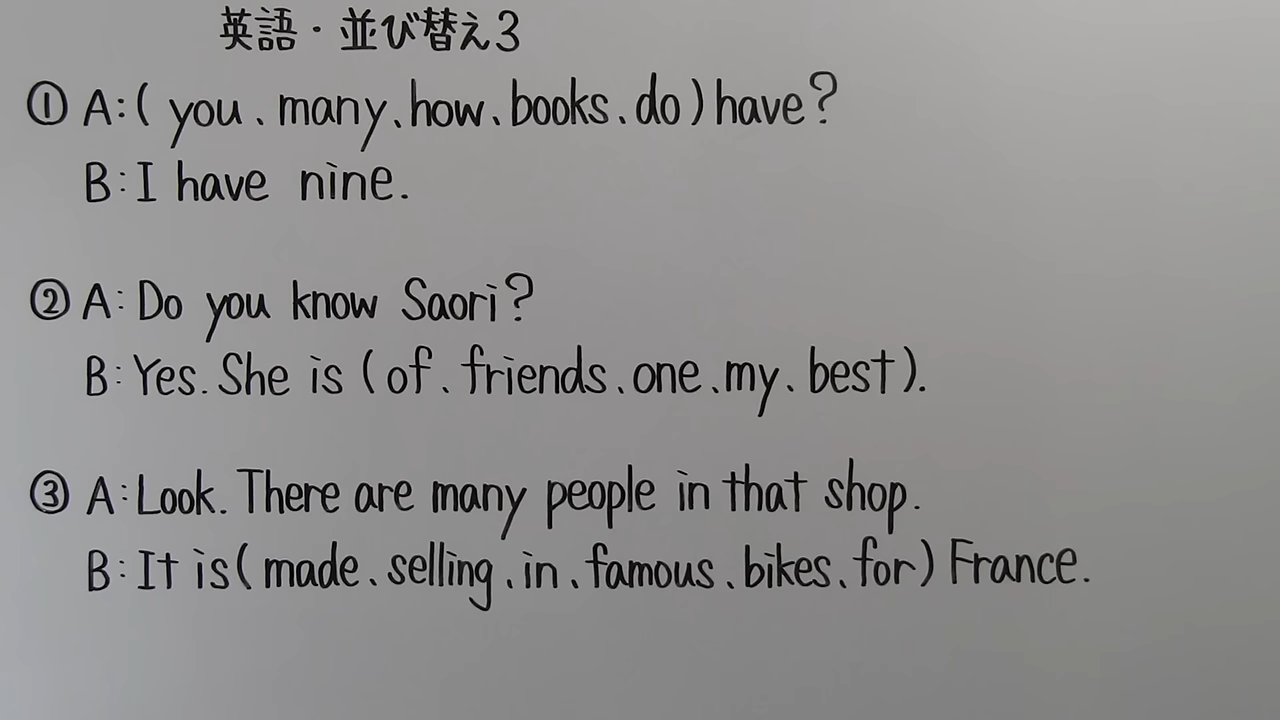 英語・並び替え3
① A:(you、many、how、books、do)have?
B:I have nine.
② A:Do you know Saori?
B:Yes. She is (of、friends、one、my、best).
③ A:Look. There are many people in that shop.
B:It is(made、selling、in、famous、bikes、for) France.